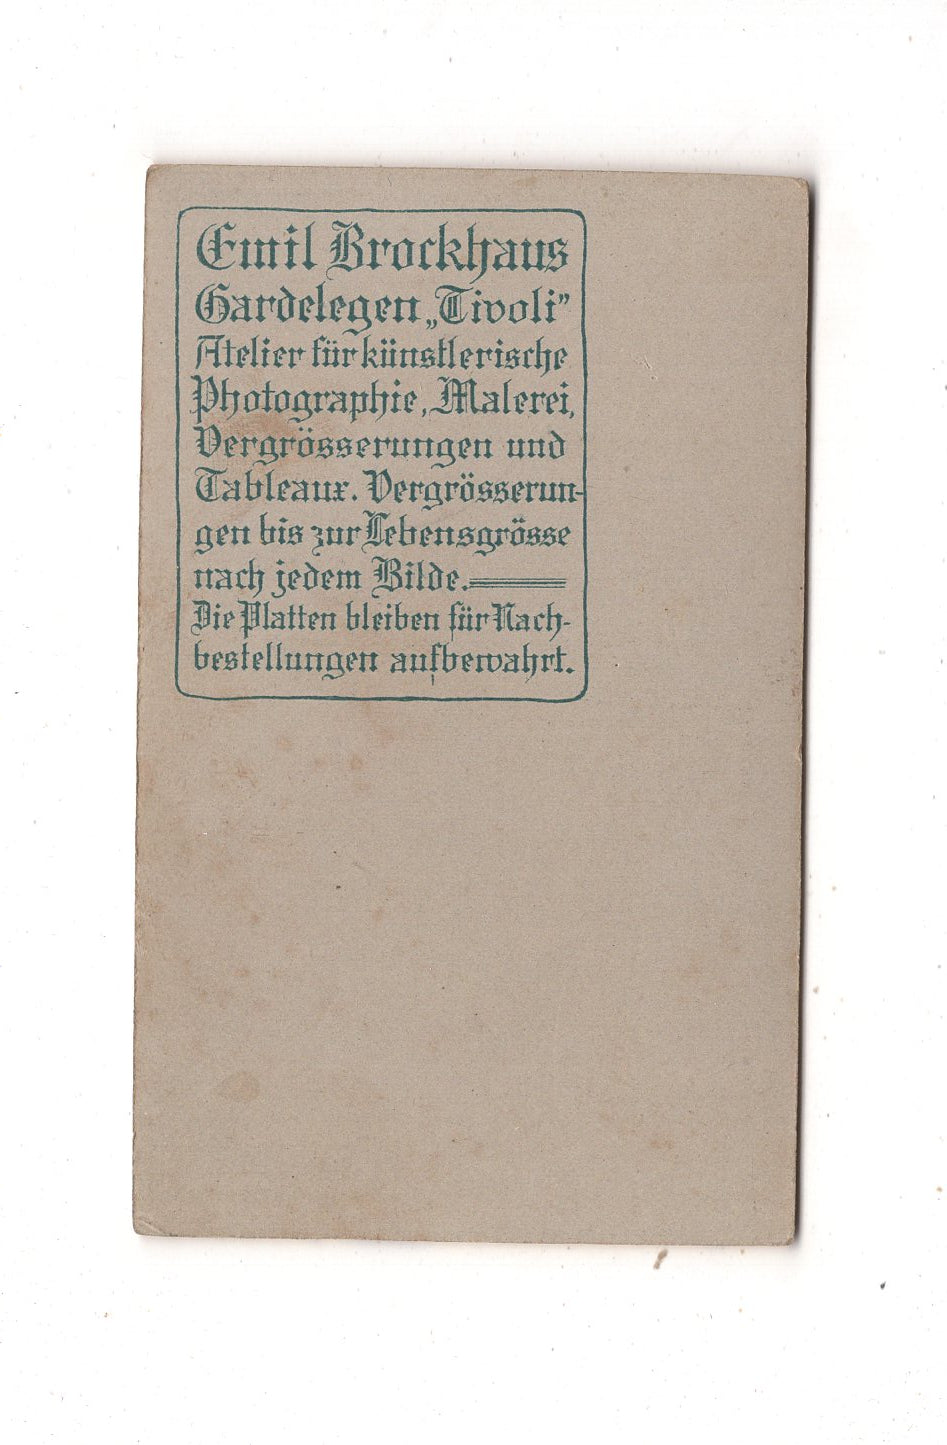 Emil Brockhaus
Gardelegen „Tivoli”
Atelier für künstlerische
Photographie, Malerei,
Vergrösserungen und
Tableaux. Vergrösserun-
gen bis zur Lebensgrösse
nach jedem Bilde.
Die Platten bleiben für Nach-
bestellungen aufbewahrt.